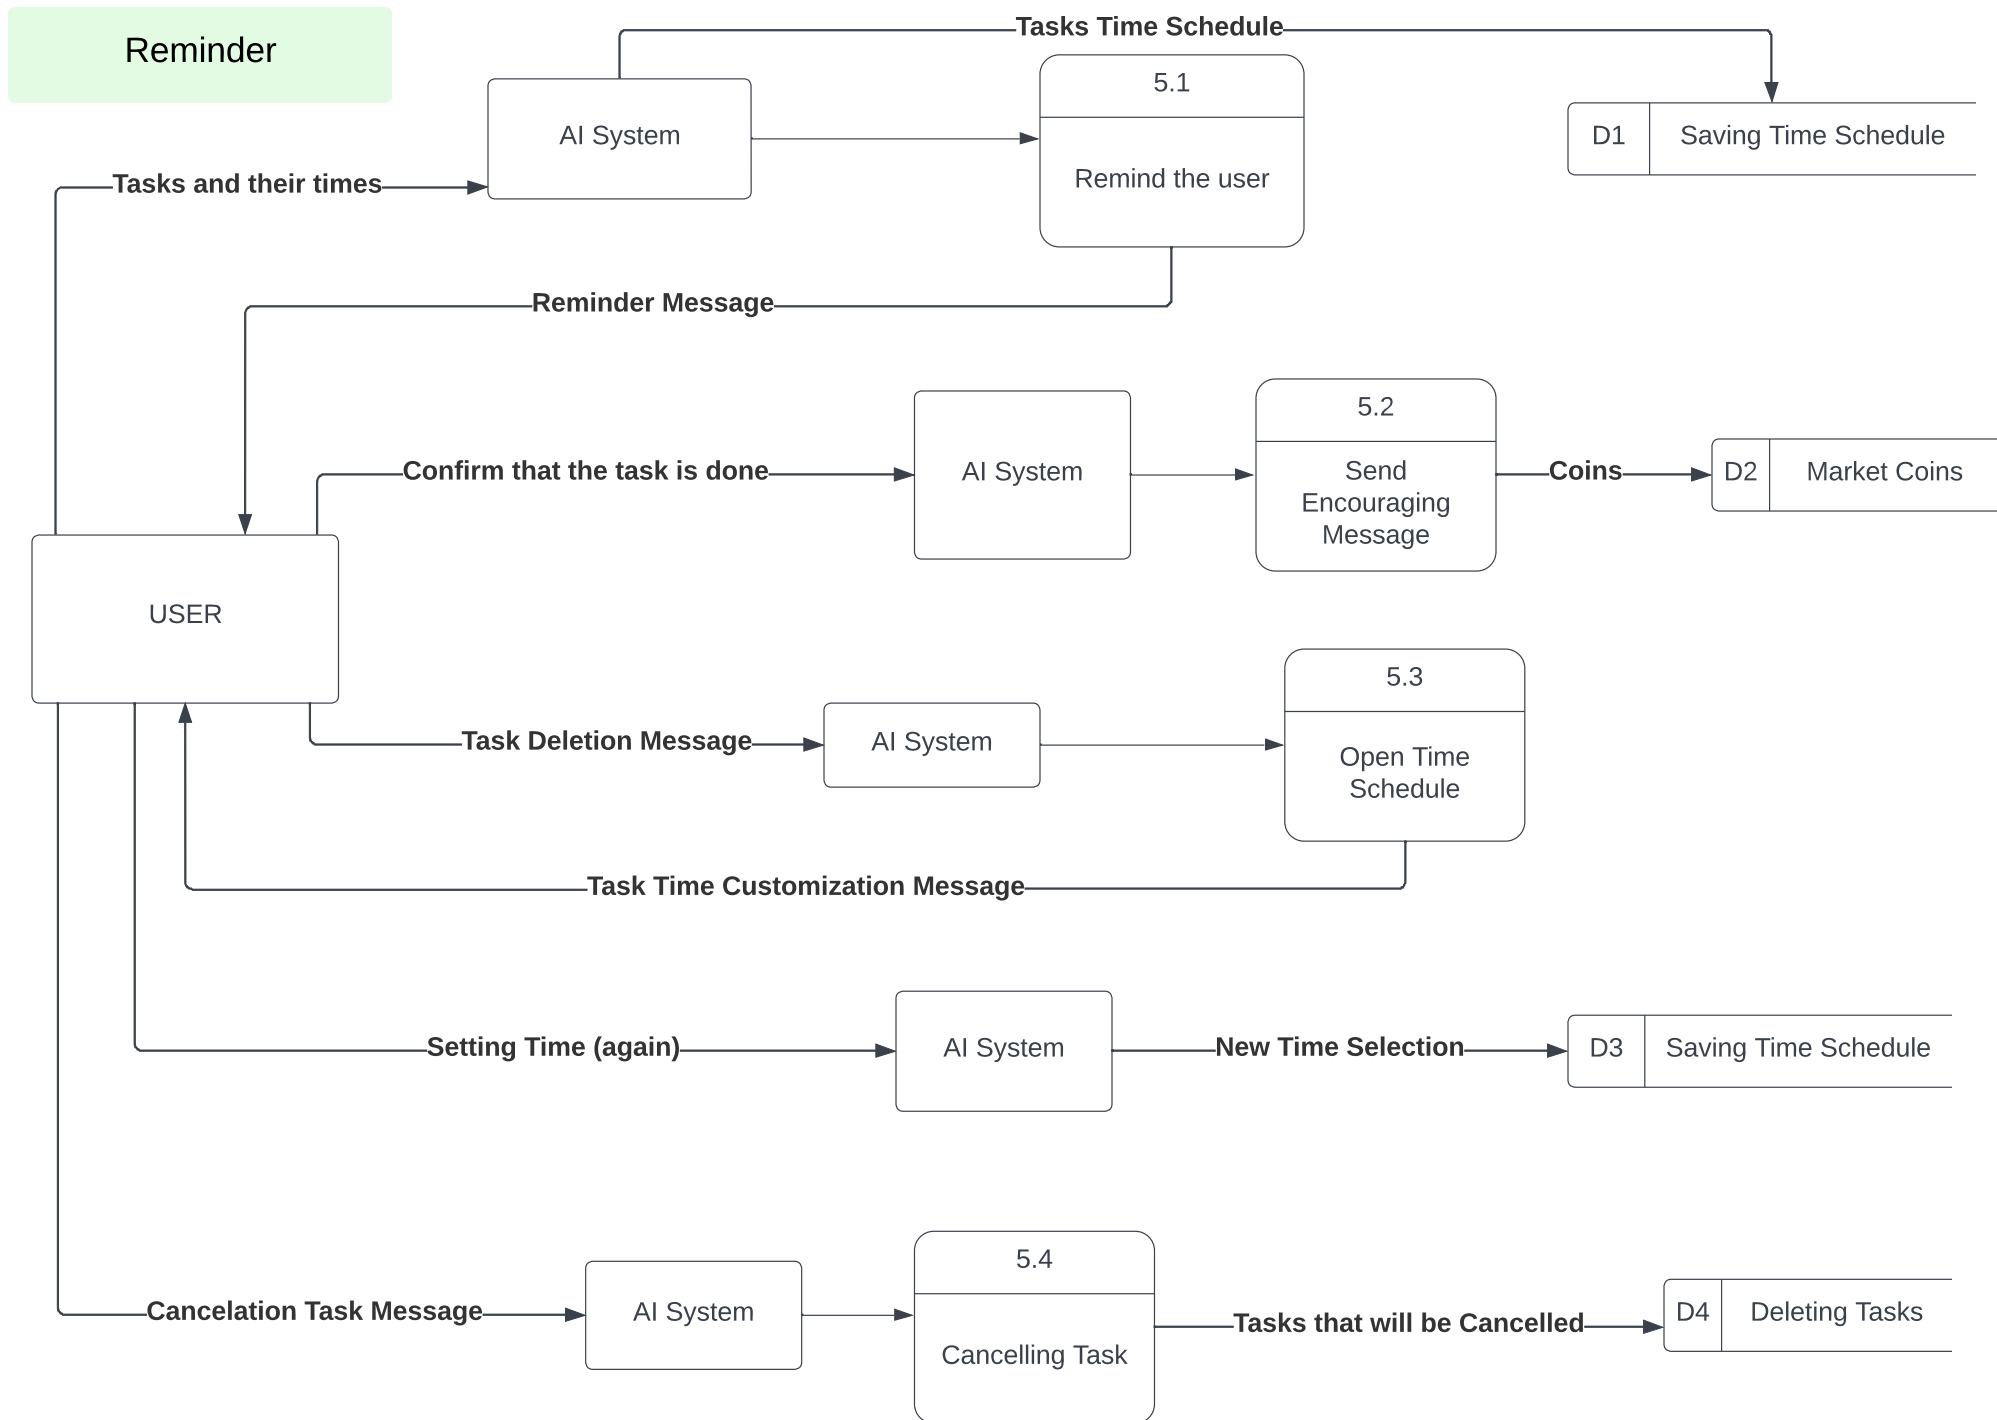 Reminder
Tasks Time Schedule
5.1
AI System
D1
Saving Time Schedule
Remind the user
Tasks and their times
Reminder Message
5.2
Confirm that the task is done
AI System
Send
Encouraging
Message
Coins
D2
Market Coins
USER
5.3
Task Deletion Message
AI System
Open Time
Schedule
Task Time Customization Message
Setting Time (again)
AI System
New Time Selection
D3
Saving Time Schedule
5.4
Cancelation Task Message
AI System
Cancelling Task
Tasks that will be Cancelled
D4
Deleting Tasks